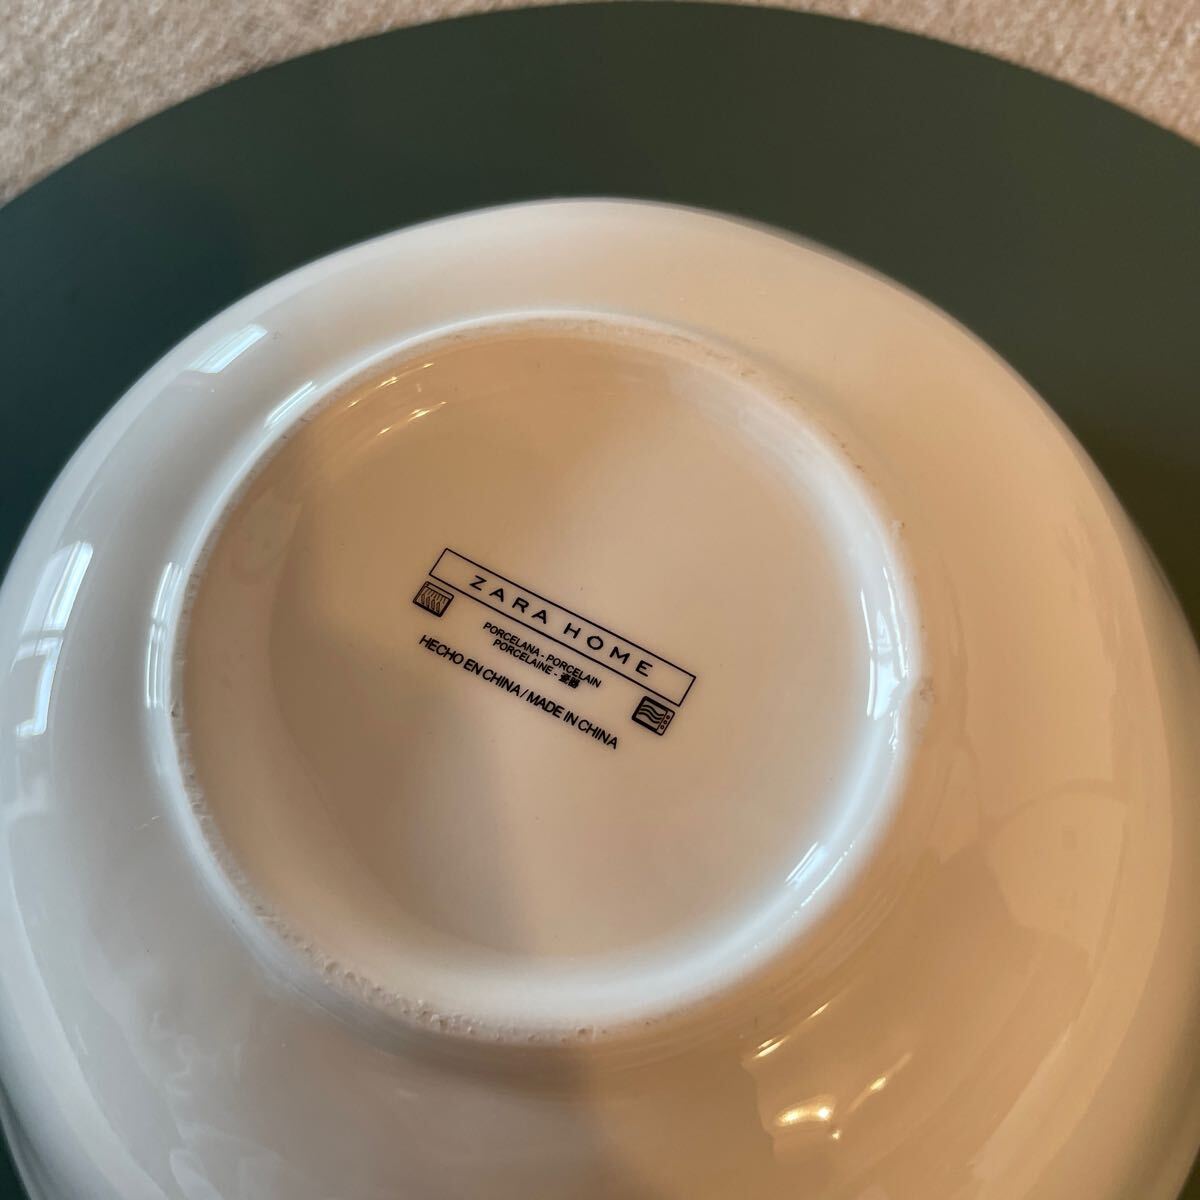 ZARA HOME
PORCELANA - PORCELAIN
PORCELAINE - 瓷器
HECHO EN CHINA / MADE IN CHINA